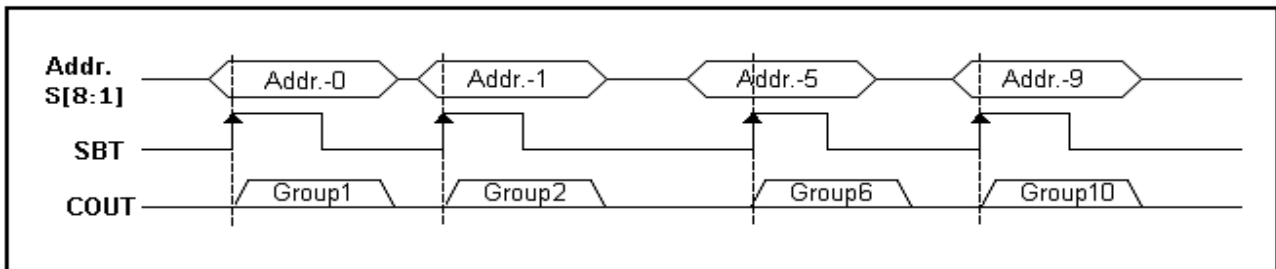 Addr.
S[8:1]
Addr.-0 Addr.-1 Addr.-5 Addr.-9
SBT
COUT
Group1 Group2 Group6 Group10